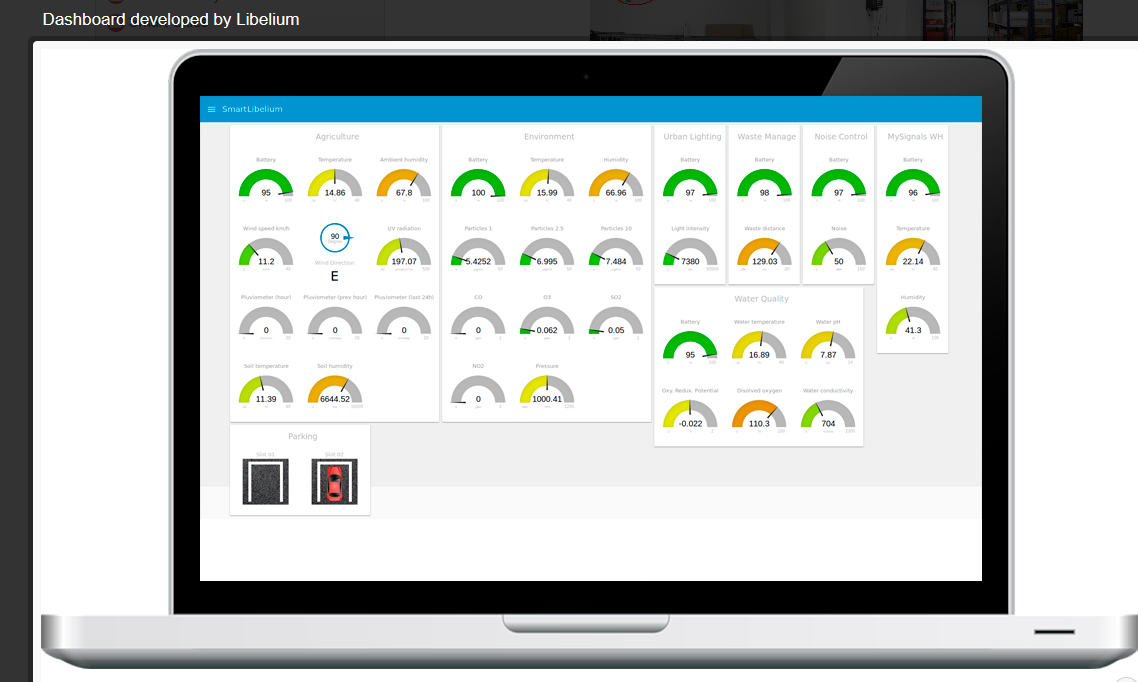 Dashboard developed by Libelium
SmartLibelium
Agriculture
Battery
Temperature
Ambient humidity
95
14.86
67.8
Wind speed km/h
UV radiation
90
11.2
197.07
Wind Direction
E
Pluviometer (hour)
Pluviometer (prev hour)
Pluviometer (last 24h)
0
0
0
Soil temperature
Soil humidity
11.39
6644.52
Environment
Battery
Temperature
Humidity
100
15.99
66.96
Particles 1
Particles 2.5
Particles 10
5.4252
6.995
7.484
CO
O3
SO2
0
0.062
0.05
NO2
Pressure
0
1000.41
Urban Lighting
Battery
97
Light intensity
7380
Waste Manage
Battery
98
Waste distance
129.03
Noise Control
Battery
97
Noise
50
MySignals WH
Battery
96
Temperature
22.14
Humidity
41.3
Water Quality
Battery
Water temperature
Water pH
95
16.89
7.87
Oxy. Redux. Potential
Disolved oxygen
Water conductivity
-0.022
110.3
704
Parking
Slot 01
Slot 02